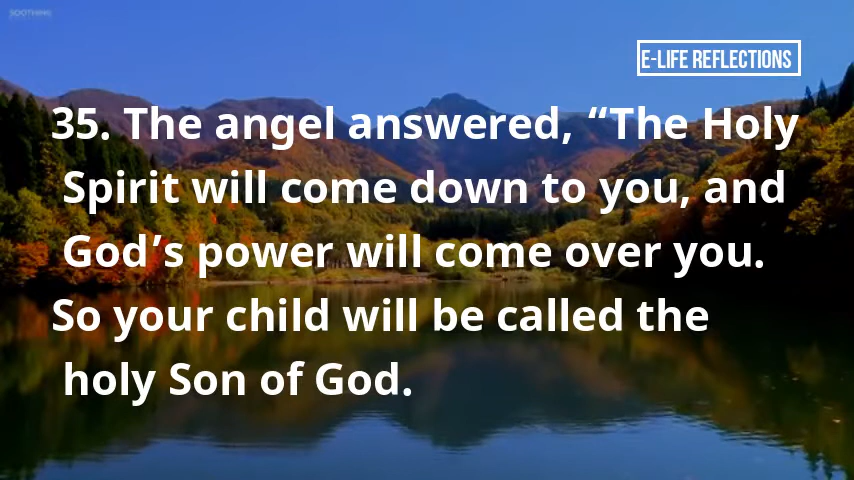 SOOTHING
E-LIFE REFLECTIONS
35. The angel answered, “The Holy
Spirit will come down to you, and
God’s power will come over you.
So your child will be called the
holy Son of God.